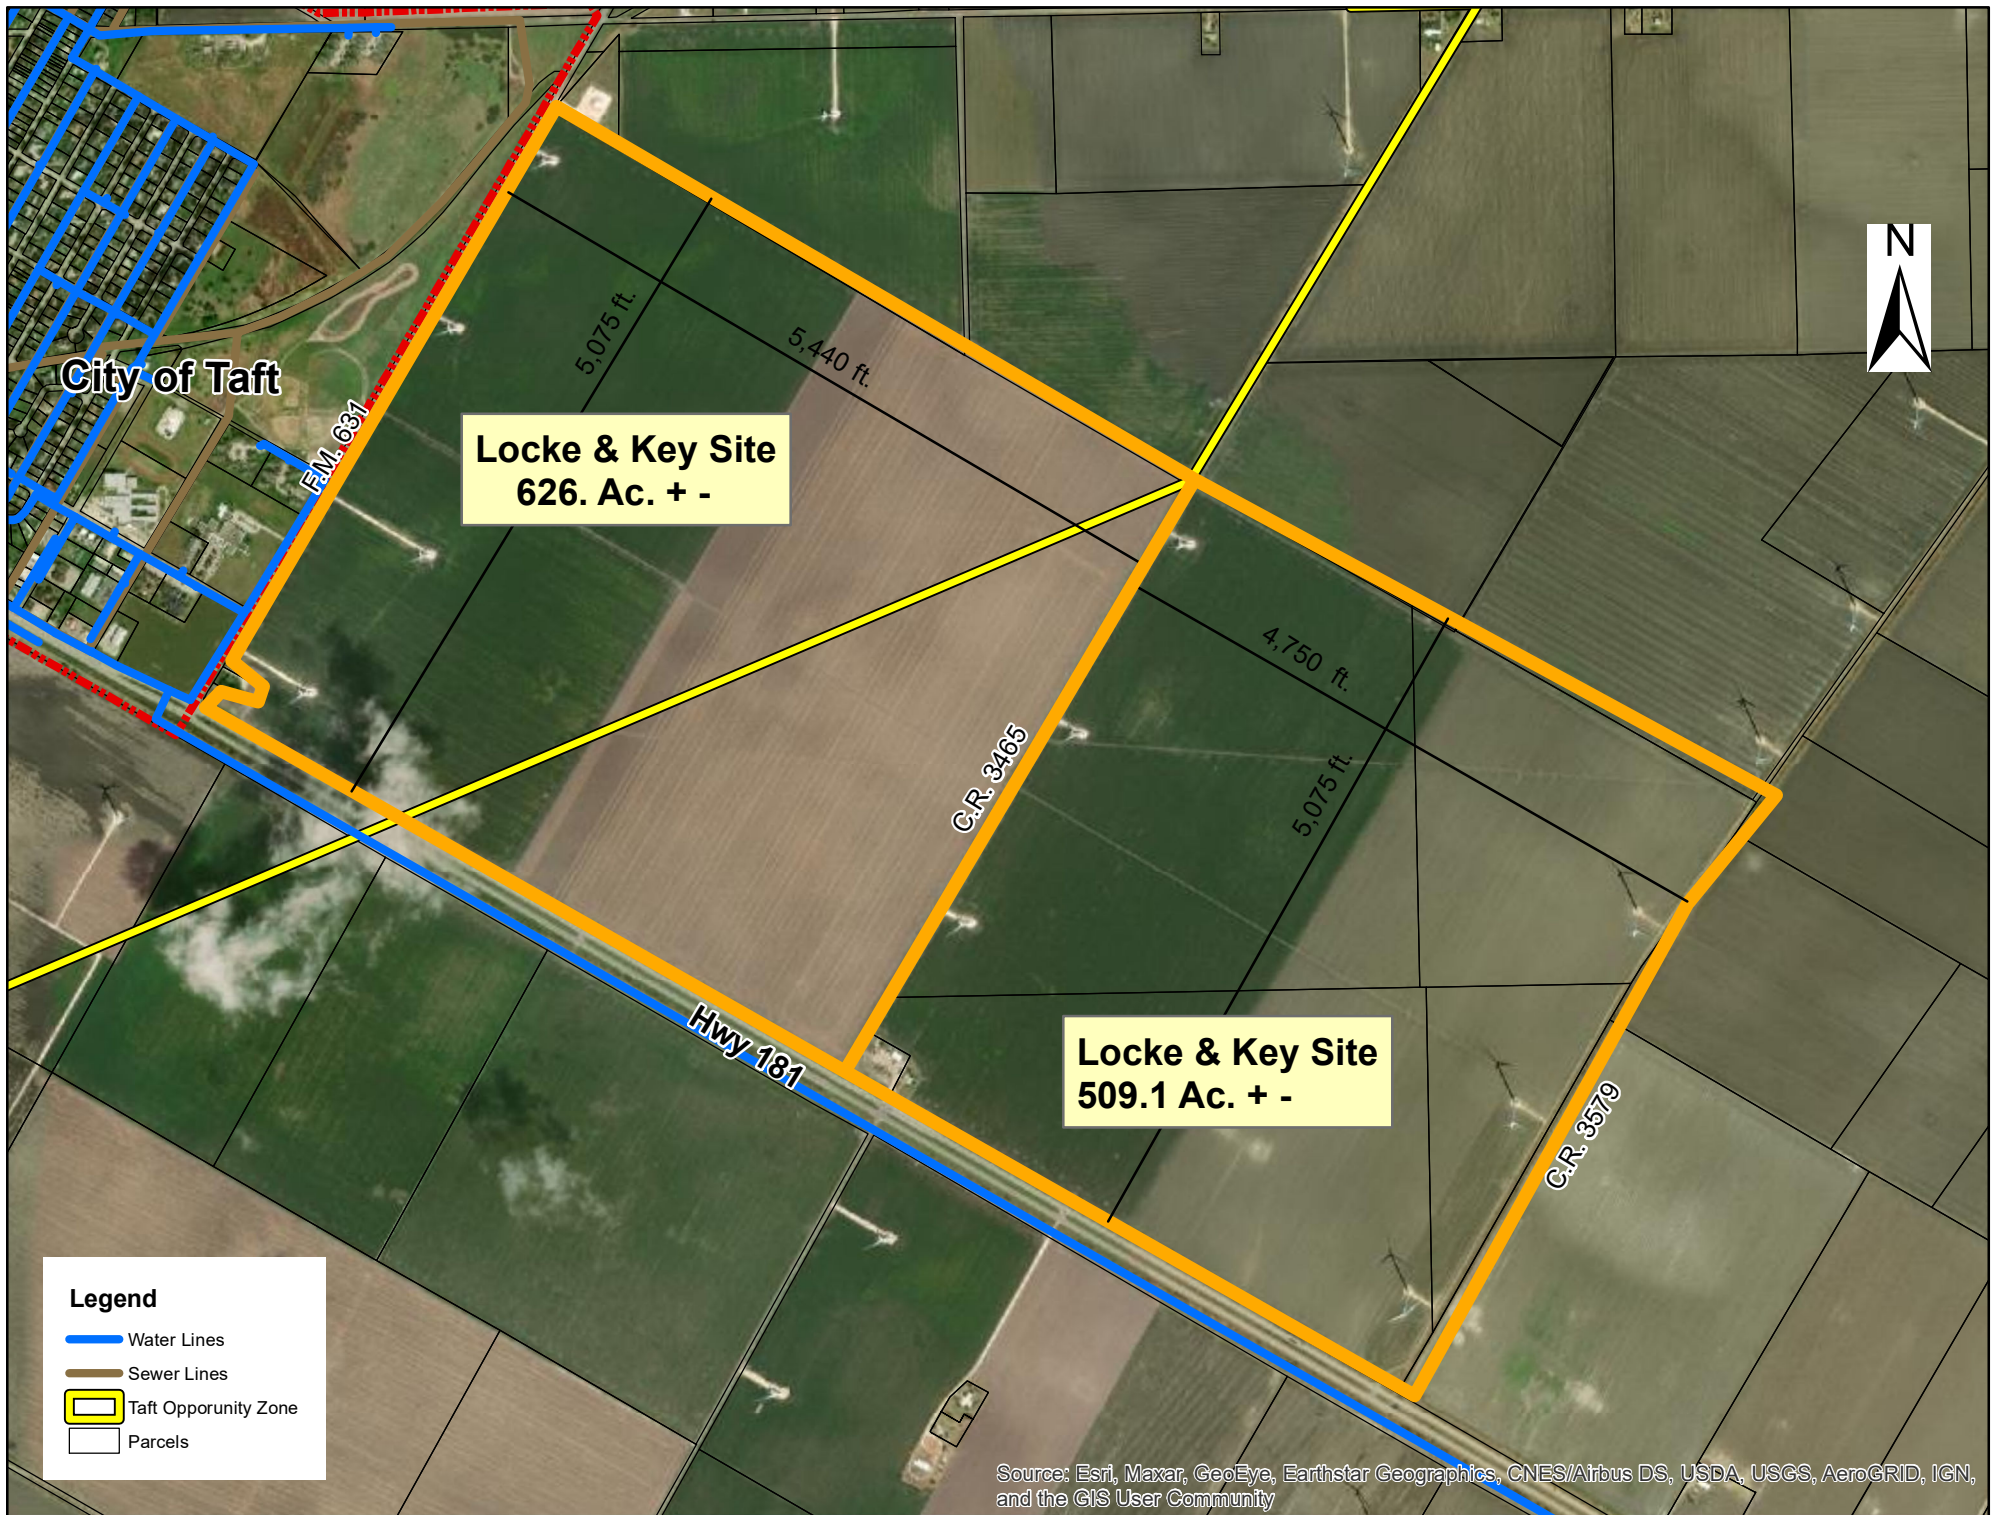 N
City of Taft
F.M. 631
5,075 ft.
5,440 ft.
Locke & Key Site
626. Ac. + -
4,750 ft.
5,075 ft.
C.R. 3465
Hwy 181
Locke & Key Site
509.1 Ac. + -
C.R. 3579
Legend
Water Lines
Sewer Lines
Taft Opporunity Zone
Parcels
Source: Esri, Maxar, GeoEye, Earthstar Geographics, CNES/Airbus DS, USDA, USGS, AeroGRID, IGN,
and the GIS User Community